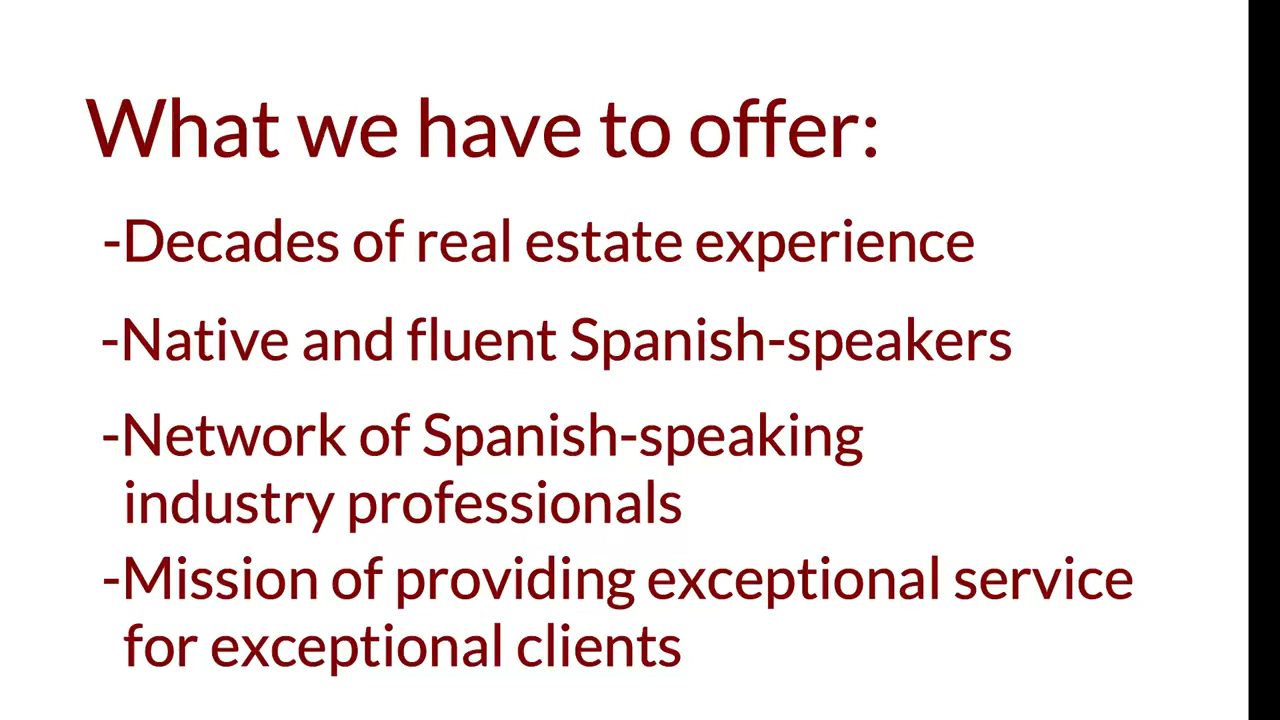 What we have to offer:
-Decades of real estate experience
-Native and fluent Spanish-speakers
-Network of Spanish-speaking
industry professionals
-Mission of providing exceptional service
for exceptional clients